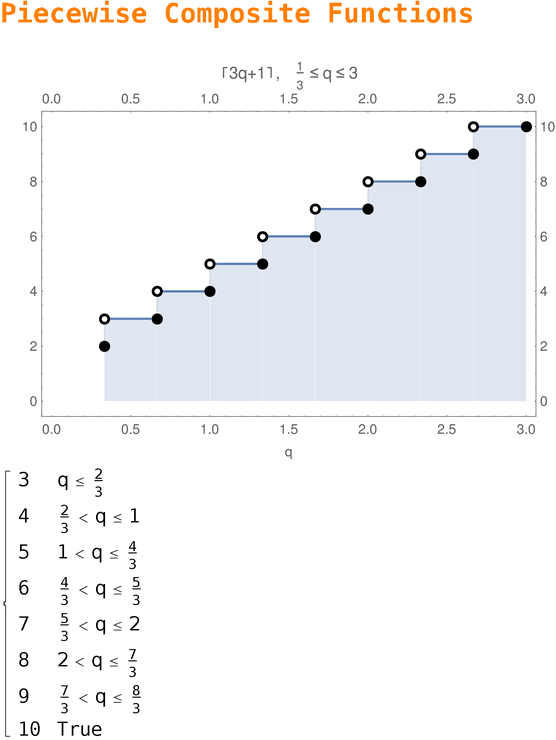 Piecewise Composite Functions
⌈3q+1⌉, 1/3 ≤ q ≤ 3
0.0 0.5 1.0 1.5 2.0 2.5 3.0
10 10
8 8
6 6
4 4
2 2
0 0
0.0 0.5 1.0 1.5 2.0 2.5 3.0
q
3 q ≤ 2/3
4 2/3 < q ≤ 1
5 1 < q ≤ 4/3
6 4/3 < q ≤ 5/3
7 5/3 < q ≤ 2
8 2 < q ≤ 7/3
9 7/3 < q ≤ 8/3
10 True